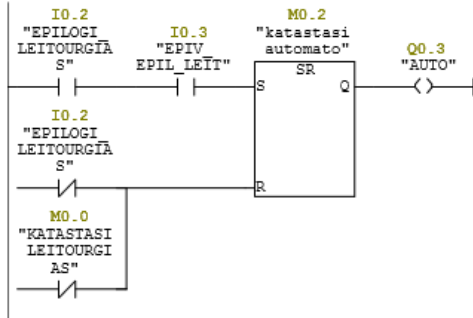 I0.2
"EPILOGI_
LEITOURGIA
S"
I0.3
"EPIV_
EPIL_LEIT"
M0.2
"katastasi
automato"
SR
S
Q
Q0.3
"AUTO"
I0.2
"EPILOGI_
LEITOURGIA
S"
R
M0.0
"KATASTASI
LEITOURGI
AS"